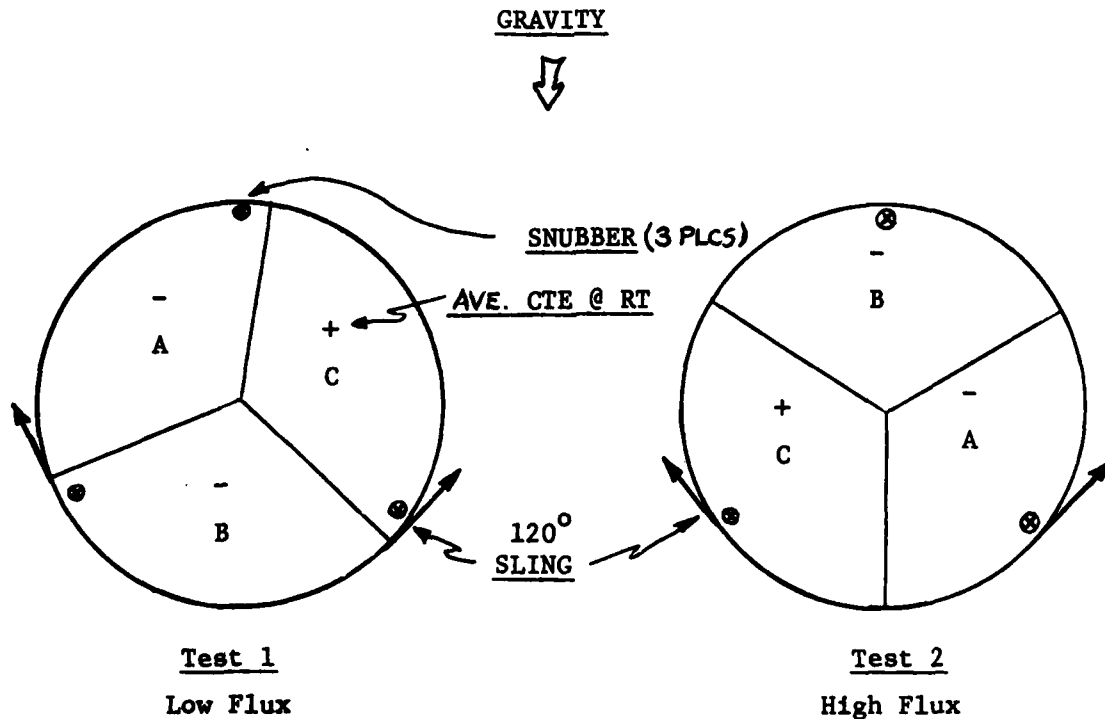 GRAVITY
SNUBBER (3 PLCS)
AVE. CTE @ RT
-
A
+
C
-
B
-
B
+
C
-
A
120°
SLING
Test 1
Low Flux
Test 2
High Flux